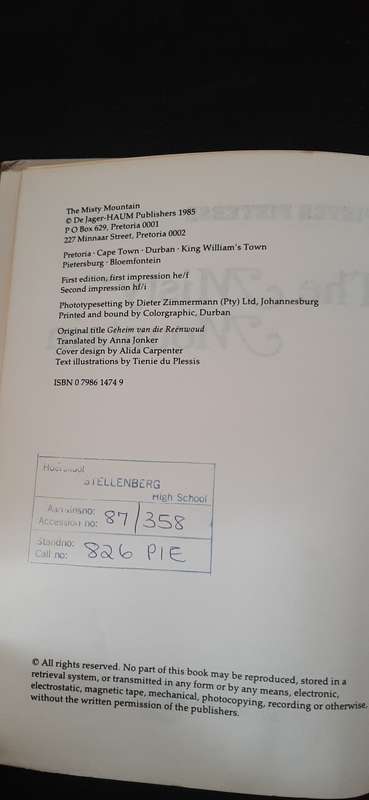 The Misty Mountain
© De Jager-HAUM Publishers 1985
P O Box 629, Pretoria 0001
227 Minnaar Street, Pretoria 0002
Pretoria · Cape Town · Durban · King William's Town
Pietersburg · Bloemfontein
First edition, first impression he/f
Second impression hf/i
Phototypesetting by Dieter Zimmermann (Pty) Ltd, Johannesburg
Printed and bound by Colorgraphic, Durban
Original title Geheim van die Reënwoud
Translated by Anna Jonker
Cover design by Alida Carpenter
Text illustrations by Tienie du Plessis
ISBN 0 7986 1474 9
Hoërskool
STELLENBERG
High School
Aanwinsno:
Accession no: 87/358
Standno:
Call no: 826 PIE
© All rights reserved. No part of this book may be reproduced, stored in a
retrieval system, or transmitted in any form or by any means, electronic,
electrostatic, magnetic tape, mechanical, photocopying, recording or otherwise,
without the written permission of the publishers.